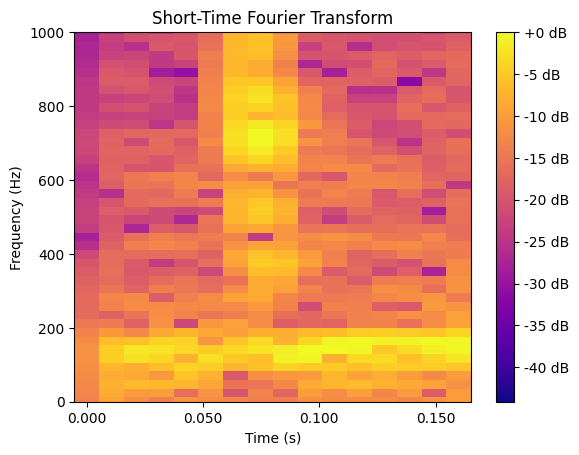 Short-Time Fourier Transform
1000
800
600
400
200
0
Frequency (Hz)
0.000
0.050
0.100
0.150
Time (s)
+0 dB
-5 dB
-10 dB
-15 dB
-20 dB
-25 dB
-30 dB
-35 dB
-40 dB